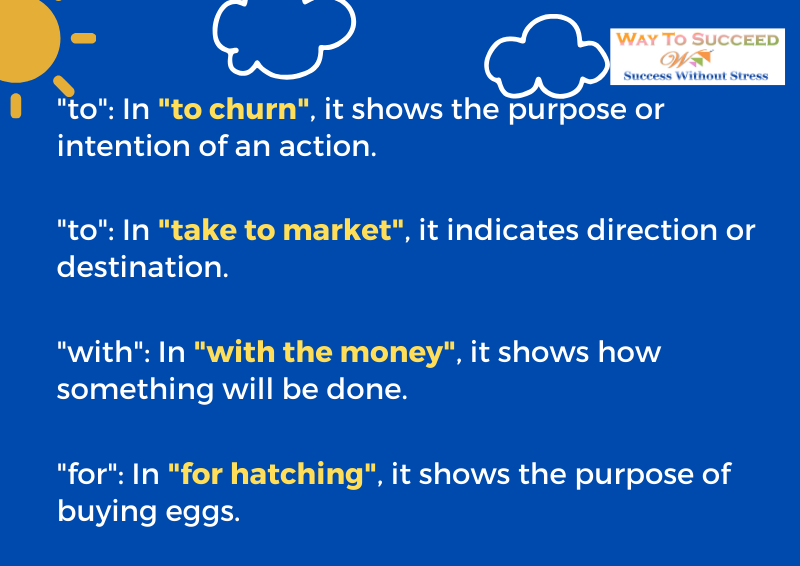 WAY TO SUCCEED
W
Success Without Stress
"to": In "to churn", it shows the purpose or
intention of an action.
"to": In "take to market", it indicates direction or
destination.
"with": In "with the money", it shows how
something will be done.
"for": In "for hatching", it shows the purpose of
buying eggs.